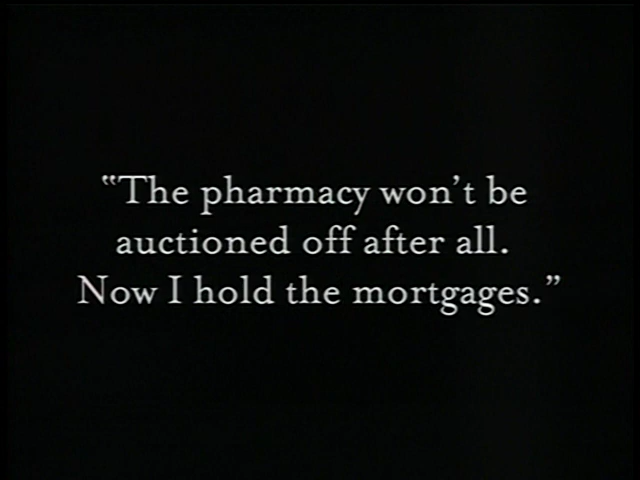 “The pharmacy won’t be
auctioned off after all.
Now I hold the mortgages.”